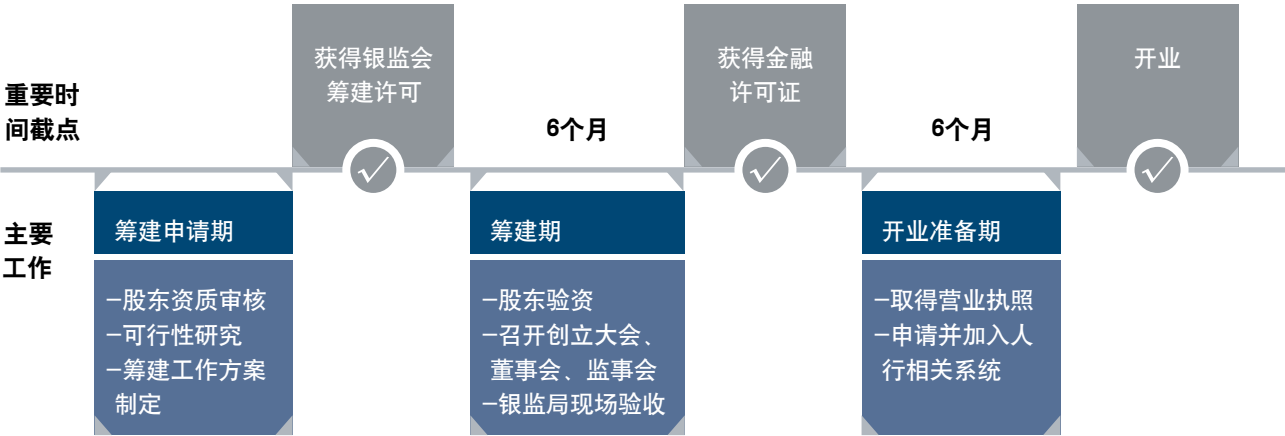 重要时
间截点
获得银监会
筹建许可
6个月
获得金融
许可证
6个月
开业
主要
工作
筹建申请期
–股东资质审核
–可行性研究
–筹建工作方案
制定
筹建期
–股东验资
–召开创立大会、
董事会、监事会
–银监局现场验收
开业准备期
–取得营业执照
–申请并加入人
行相关系统